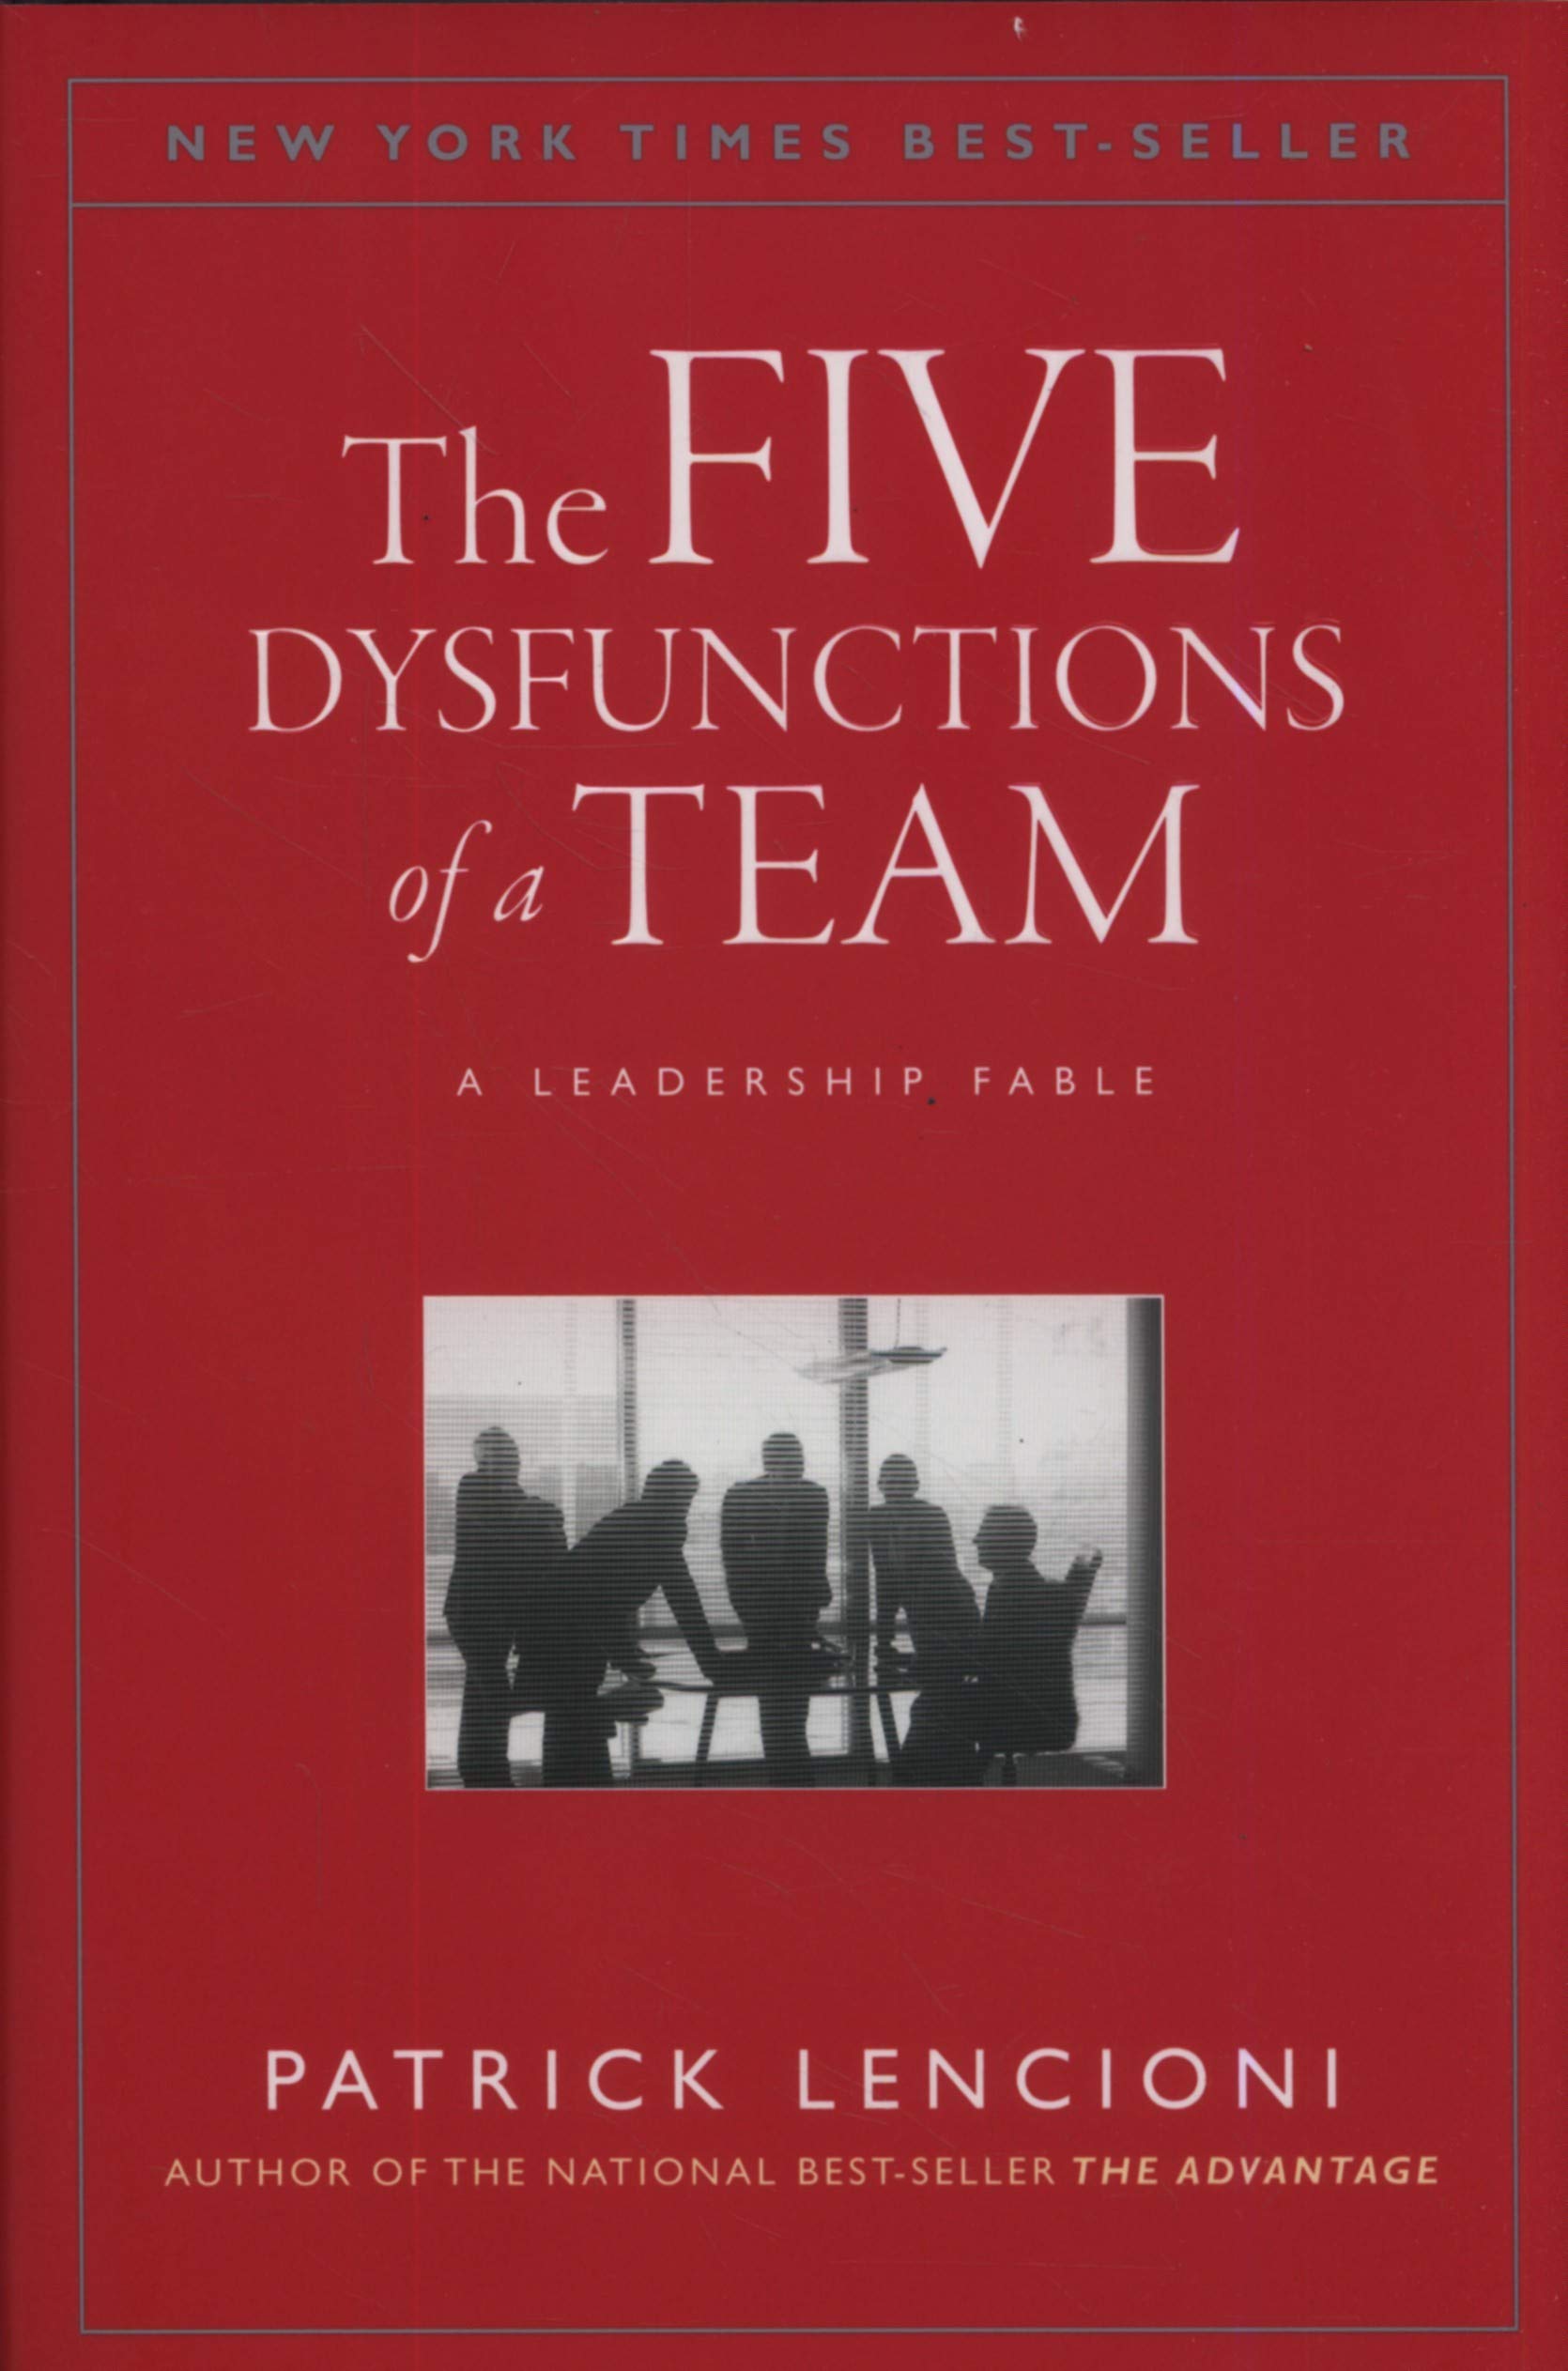 NEW YORK TIMES BEST-SELLER
The FIVE
DYSFUNCTIONS
of a TEAM
A LEADERSHIP FABLE
PATRICK LENCIONI
AUTHOR OF THE NATIONAL BEST-SELLER THE ADVANTAGE